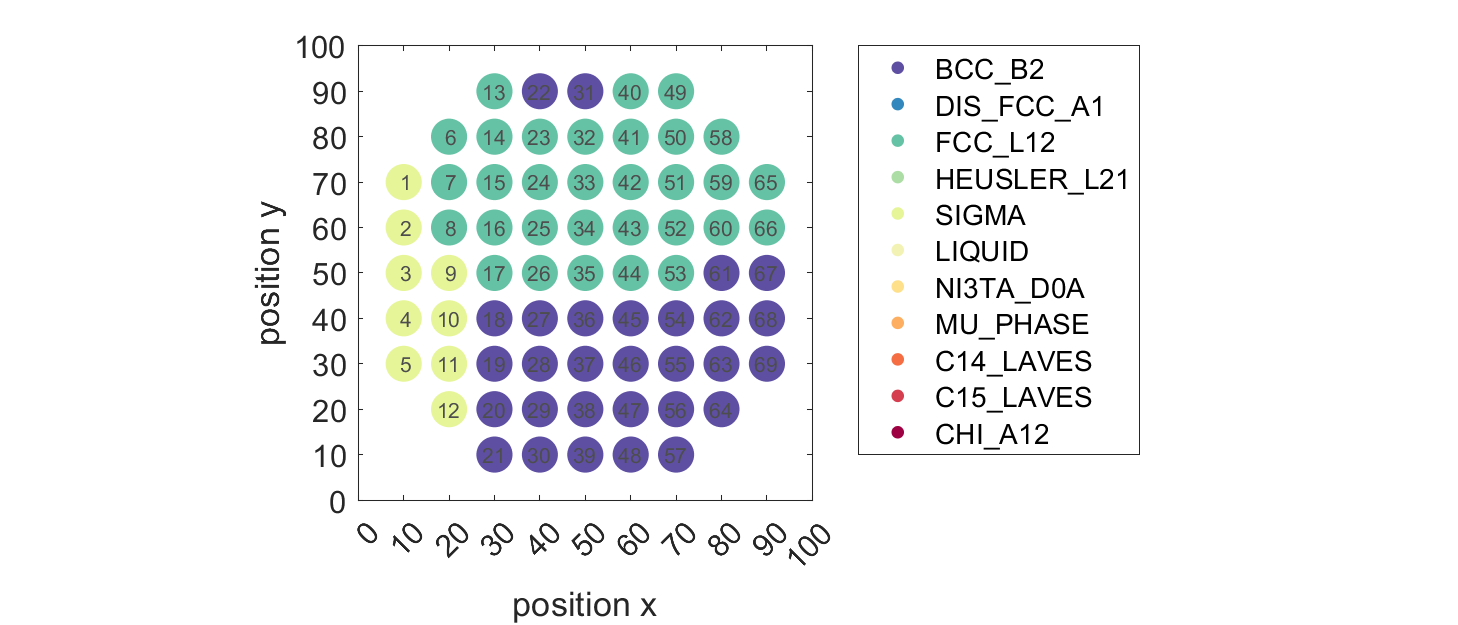 100
90
80
70
60
50
40
30
20
10
0
position y
13 22 31 40 49
6 14 23 32 41 50 58
1 7 15 24 33 42 51 59 65
2 8 16 25 34 43 52 60 66
3 9 17 26 35 44 53 61 67
4 10 18 27 36 45 54 62 68
5 11 19 28 37 46 55 63 69
12 20 29 38 47 56 64
21 30 39 48 57
0 10 20 30 40 50 60 70 80 90 100
position x
BCC_B2
DIS_FCC_A1
FCC_L12
HEUSLER_L21
SIGMA
LIQUID
NI3TA_D0A
MU_PHASE
C14_LAVES
C15_LAVES
CHI_A12